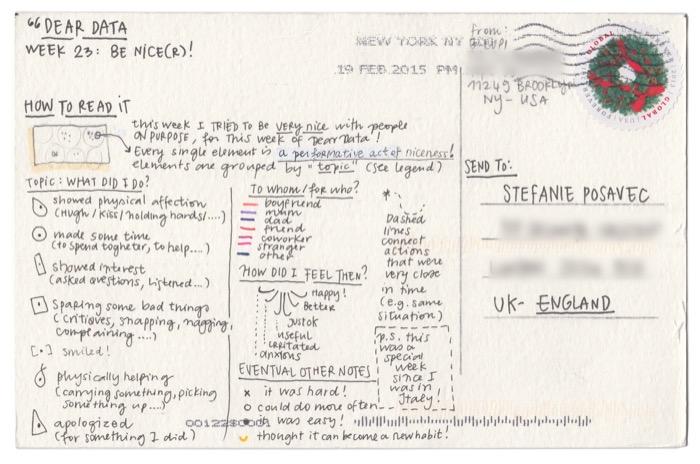 “DEAR DATA
WEEK 23: BE NICE(R)!
NEW YORK NY
19 FEB 2015 PM
from:
11249 BROOKLYN
NY - USA
GLOBAL
HOW TO READ IT
this week I TRIED TO BE VERY nice with people
ON PURPOSE, for THIS week of Dear Data!
Every single element is a performative act of niceness!
elements are grouped by "topic" (see legend)
Topic: WHAT DID I DO?
showed physical affection
(Hugh/kiss/holding hands/....)
made some time
(to spend togheter, to help....)
showed interest
(asked questions, listened...)
Sparing some bad things
(critiques, snapping, nagging,
complaining ....)
[..] smiled!
physically helping
(carrying something, picking
something up....)
apologized
(for something I did)
To whom/for who?
boyfriend
mum
dad
friend
coworker
stranger
other
HOW DID I FEEL THEN?
Happy!
Better
Just ok
useful
irritated
anxious
EVENTUAL OTHER NOTES
x it was hard!
o could do more often
it was easy!
thought it can become a new habit!
*
Dashed
lines
connect
actions
that were
very close
in time
(e.g. same
situation)
p.s. this
was a
special
week
since I
was in
Italy!
SEND TO:
STEFANIE POSAVEC
UK- ENGLAND